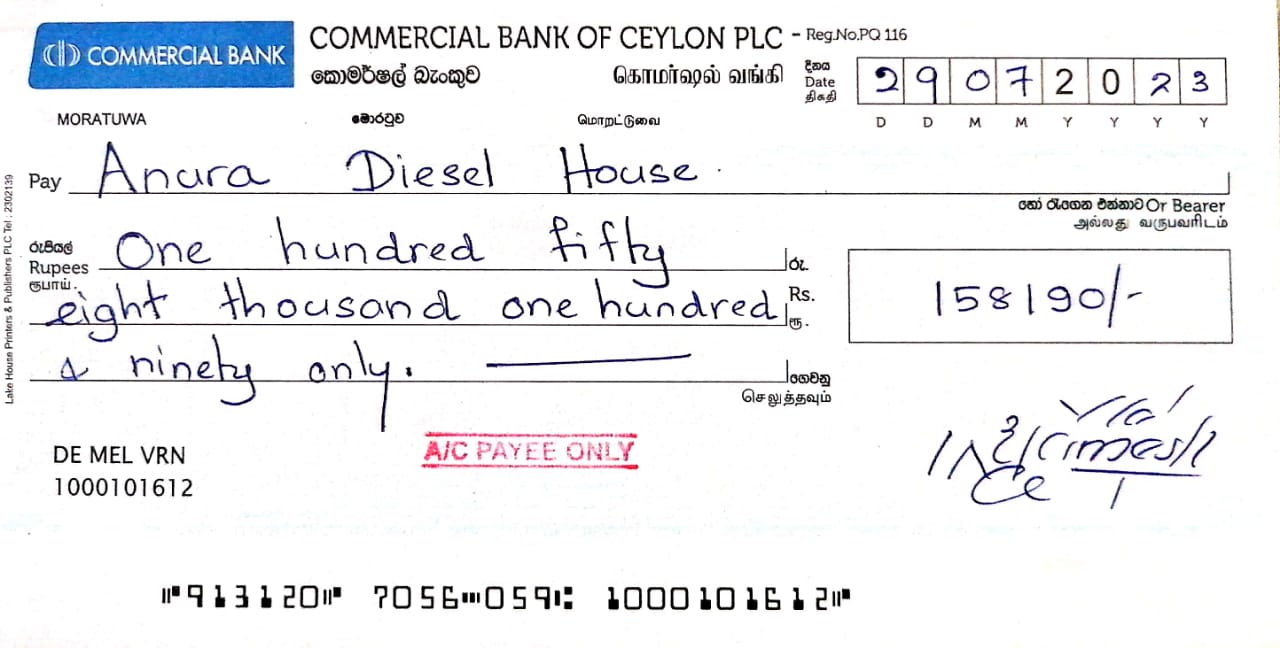 COMMERCIAL BANK
COMMERCIAL BANK OF CEYLON PLC - Reg.No.PQ 116
කොමර්ෂල් බැංකුව கொமர்ஷல் வங்கி
දිනය
Date
திகதி
29072023
D D M M Y Y Y Y
MORATUWA මොරටුව மொறட்டுவை
Pay Anura Diesel House
හෝ රැගෙන එන්නාට Or Bearer
அல்லது வருபவரிடம்
රුපියල්
Rupees
ரூபாய்.
One hundred fifty
eight thousand one hundred
ninety only.
රු.
Rs.
ரூ.
158190/-
ගෙවනු
செலுத்தவும்
DE MEL VRN
1000101612
A/C PAYEE ONLY
913120 7056 059 1000101612
Lake House Printers & Publishers PLC Tel : 2302139